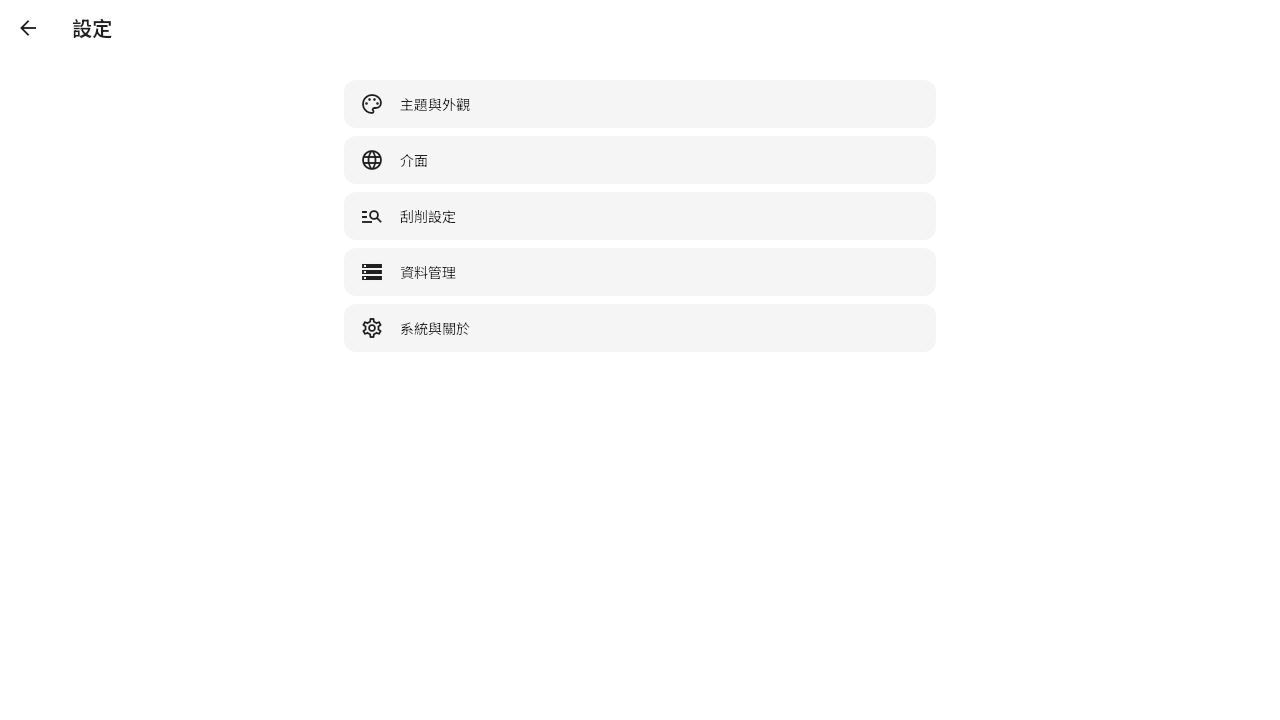 設定
主題與外觀
介面
刮削設定
資料管理
系統與關於